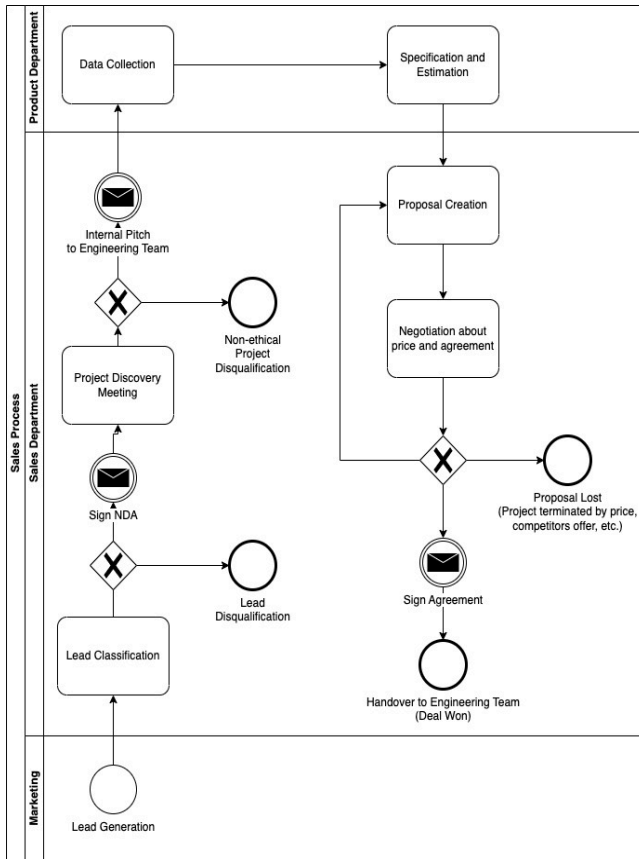 Sales Process
Product Department
Data Collection
Specification and
Estimation
Sales Department
Internal Pitch
to Engineering Team
Non-ethical
Project
Disqualification
Project Discovery
Meeting
Sign NDA
Lead
Disqualification
Lead Classification
Proposal Creation
Negotiation about
price and agreement
Proposal Lost
(Project terminated by price,
competitors offer, etc.)
Sign Agreement
Handover to Engineering Team
(Deal Won)
Marketing
Lead Generation